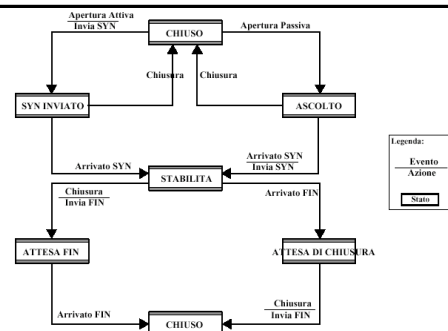 Apertura Attiva
Invia SYN
CHIUSO
Apertura Passiva
Chiusura
Chiusura
SYN INVIATO
ASCOLTO
Legenda:
Evento
Azione
Stato
Arrivato SYN
Arrivato SYN
Invia SYN
STABILITA
Chiusura
Invia FIN
Arrivato FIN
ATTESA FIN
ATTESA DI CHIUSURA
Arrivato FIN
Chiusura
Invia FIN
CHIUSO